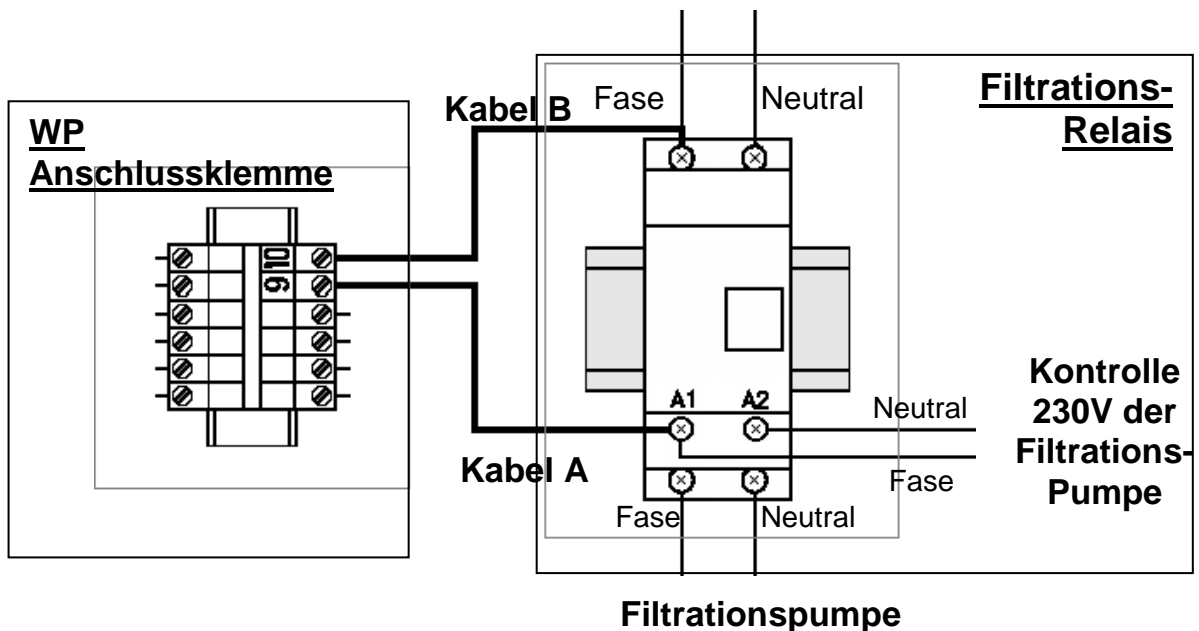 WP
Anschlussklemme
Kabel B
Fase
Neutral
Filtrations-
Relais
10
9
A1
A2
Neutral
Fase
Kontrolle
230V der
Filtrations-
Pumpe
Kabel A
Fase
Neutral
Filtrationspumpe